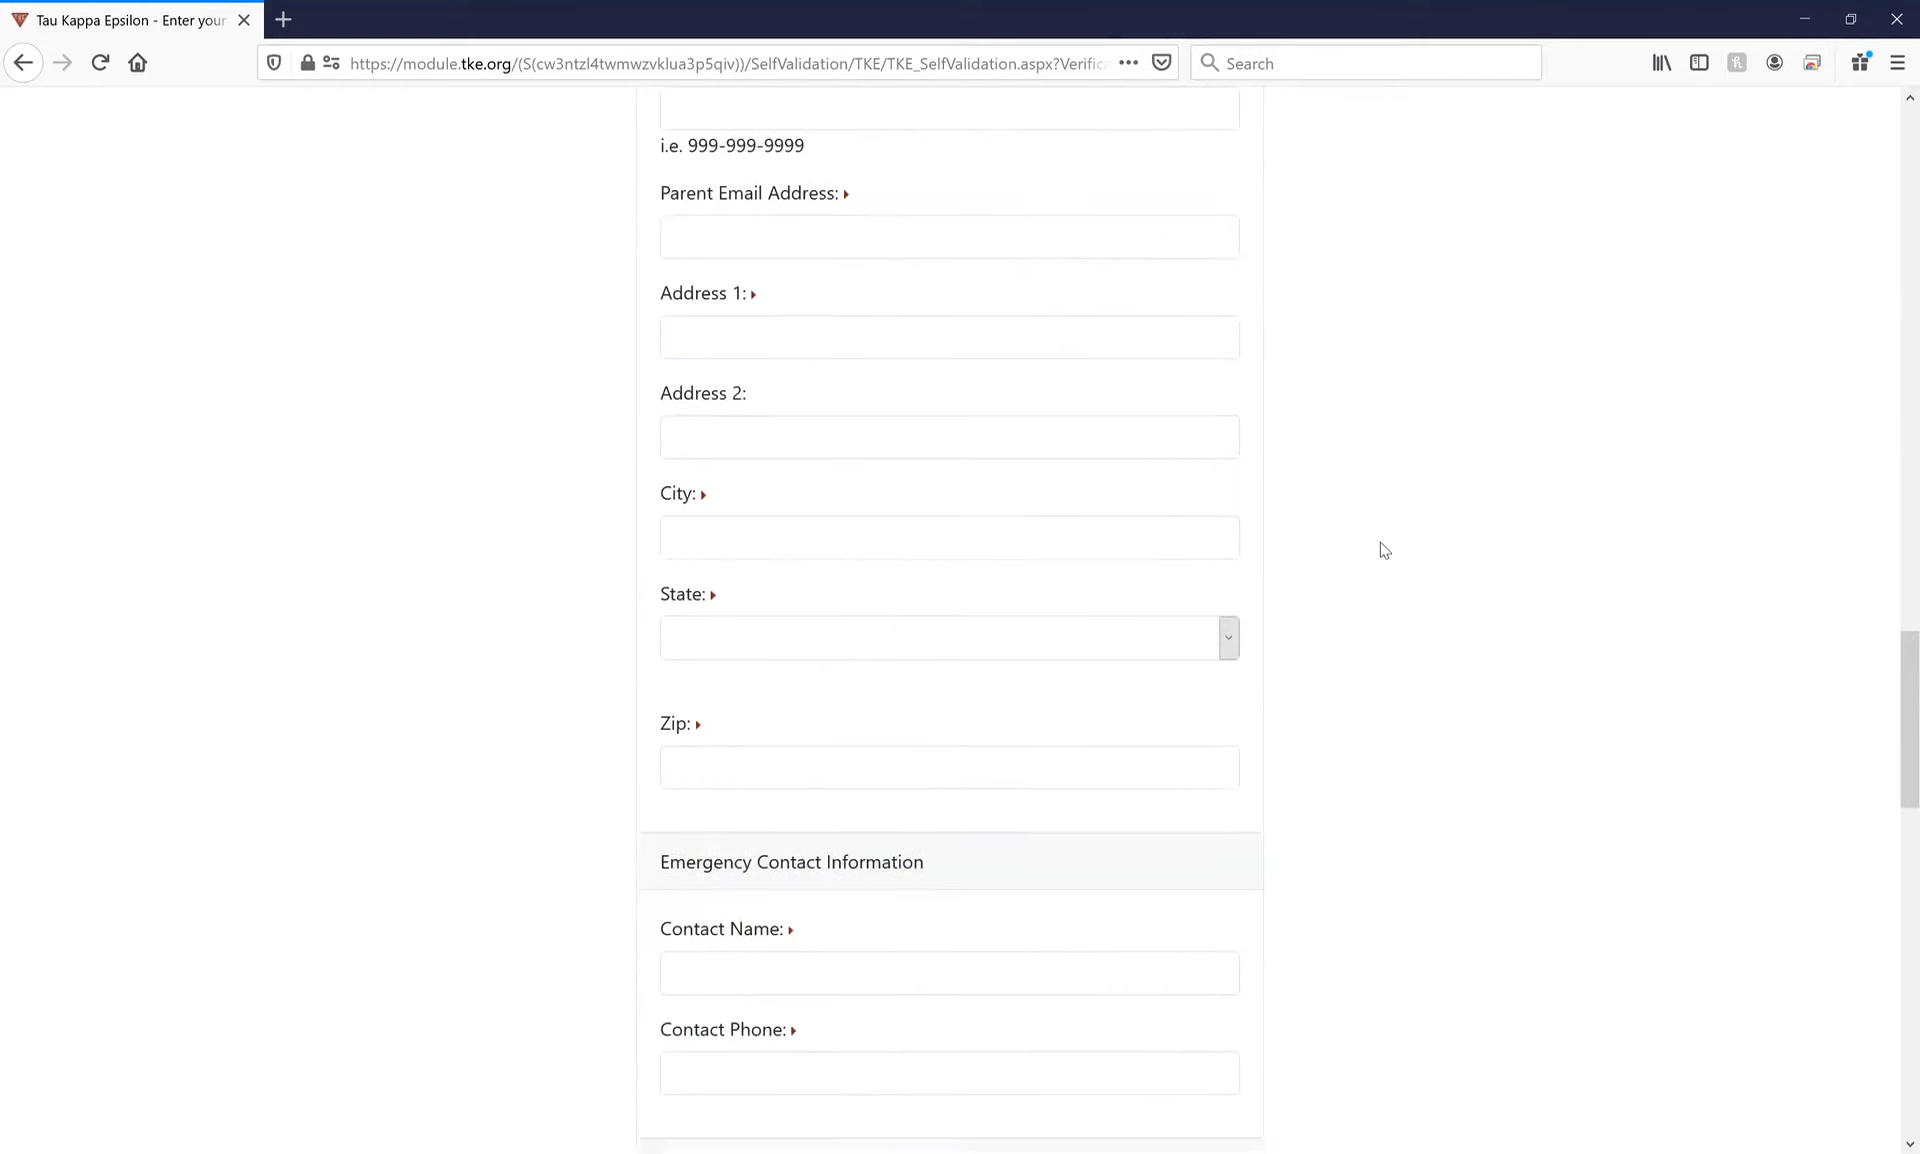 Tau Kappa Epsilon - Enter your
https://module.tke.org/(S(cw3ntzl4twmwzvklua3p5qiv))/SelfValidation/TKE/TKE_SelfValidation.aspx?Verifica
Search
i.e. 999-999-9999
Parent Email Address:
Address 1:
Address 2:
City:
State:
Zip:
Emergency Contact Information
Contact Name:
Contact Phone: